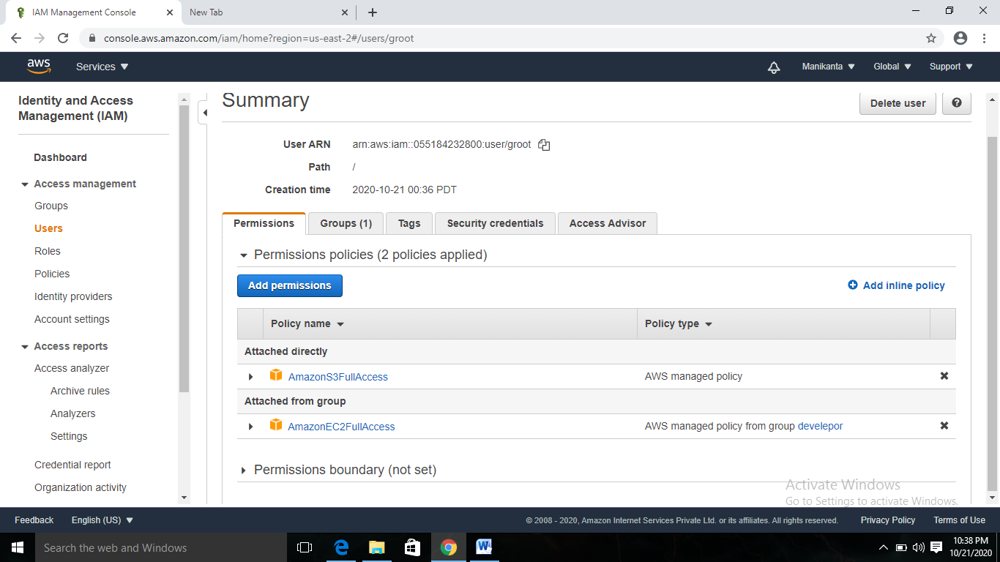 IAM Management Console
New Tab
console.aws.amazon.com/iam/home?region=us-east-2#/users/groot
aws
Services
Manikanta
Global
Support
Identity and Access
Management (IAM)
Dashboard
Access management
Groups
Users
Roles
Policies
Identity providers
Account settings
Access reports
Access analyzer
Archive rules
Analyzers
Settings
Credential report
Organization activity
Summary
Delete user
User ARN arn:aws:iam::055184232800:user/groot
Path /
Creation time 2020-10-21 00:36 PDT
Permissions Groups (1) Tags Security credentials Access Advisor
Permissions policies (2 policies applied)
Add permissions
Add inline policy
Policy name Policy type
Attached directly
AmazonS3FullAccess AWS managed policy
Attached from group
AmazonEC2FullAccess AWS managed policy from group develepor
Permissions boundary (not set)
Activate Windows
Go to Settings to activate Windows.
Feedback English (US) © 2008 - 2020, Amazon Internet Services Private Ltd. or its affiliates. All rights reserved. Privacy Policy Terms of Use
Search the web and Windows
10:38 PM
10/21/2020